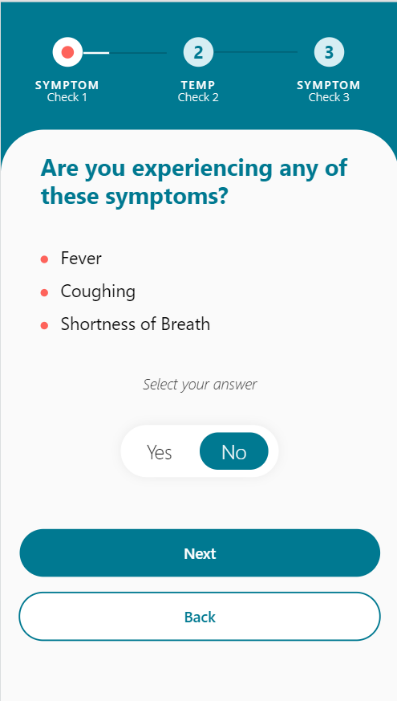 2
3
SYMPTOM
Check 1
TEMP
Check 2
SYMPTOM
Check 3
Are you experiencing any of
these symptoms?
Fever
Coughing
Shortness of Breath
Select your answer
Yes
No
Next
Back